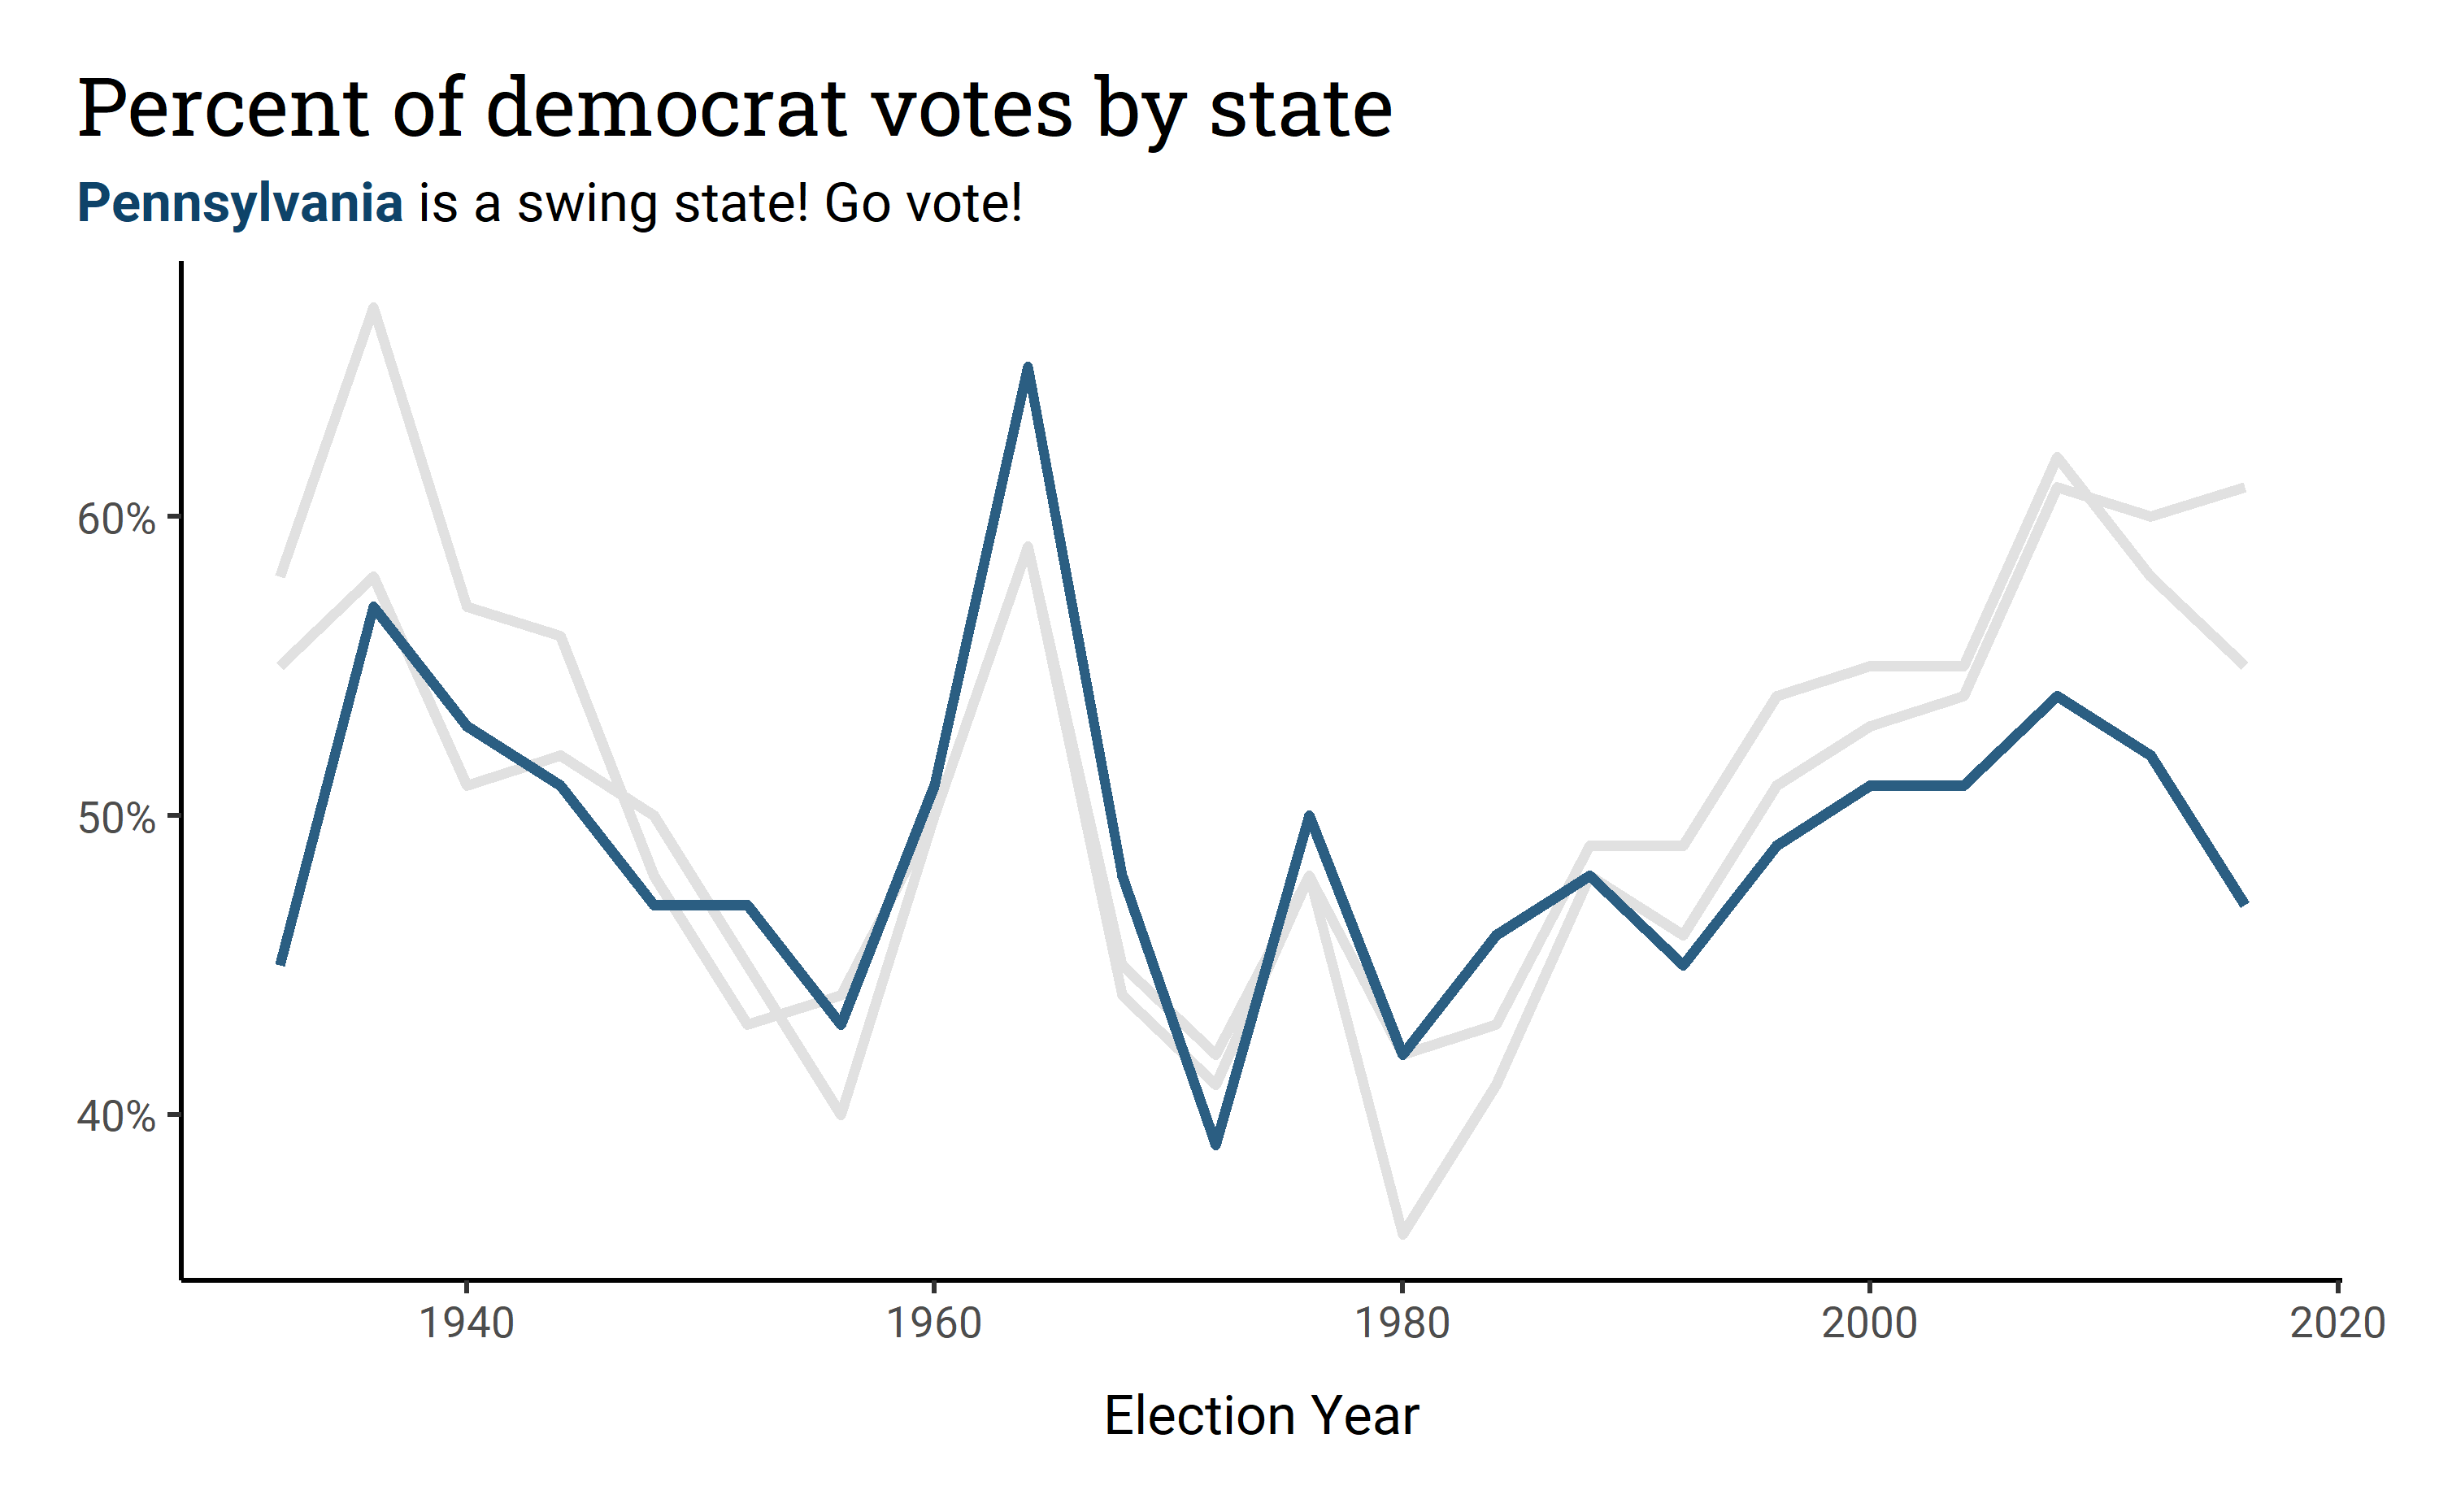 Percent of democrat votes by state
Pennsylvania is a swing state! Go vote!
60%
50%
40%
1940 1960 1980 2000 2020
Election Year